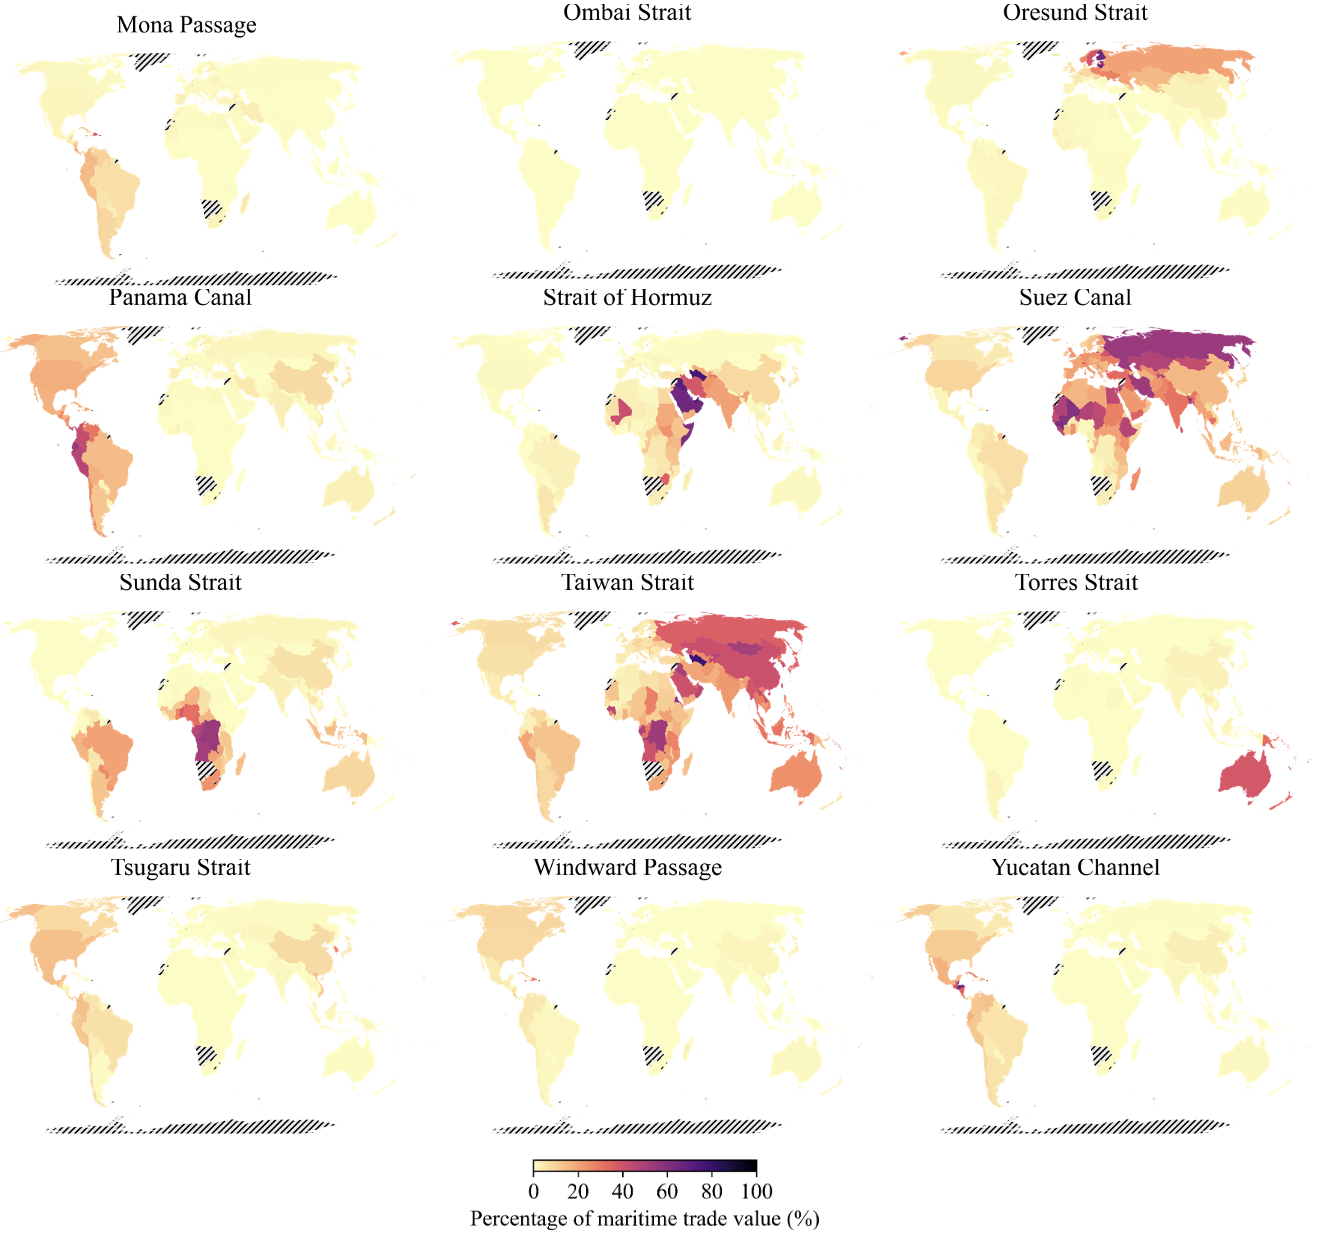 Mona Passage
Ombai Strait
Oresund Strait
Panama Canal
Strait of Hormuz
Suez Canal
Sunda Strait
Taiwan Strait
Torres Strait
Tsugaru Strait
Windward Passage
Yucatan Channel
0 20 40 60 80 100
Percentage of maritime trade value (%)